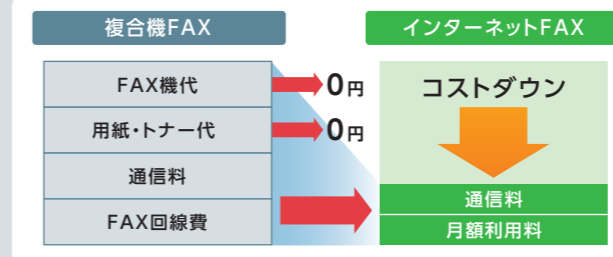 複合機FAX
インターネットFAX
FAX機代
0円
コストダウン
用紙・トナー代
0円
通信料
FAX回線費
通信料
月額利用料